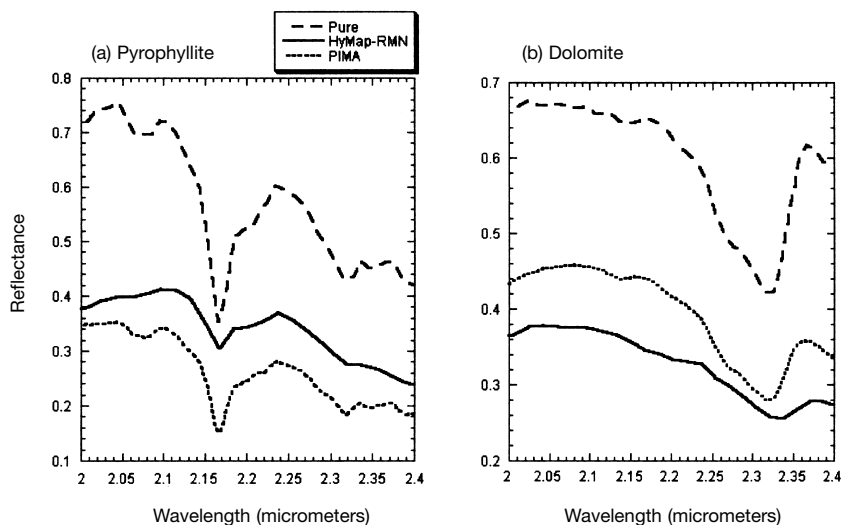 Pure
HyMap-RMN
PIMA
(a) Pyrophyllite
(b) Dolomite
0.8
0.7
0.6
0.5
0.4
0.3
0.2
0.1
Reflectance
2 2.05 2.1 2.15 2.2 2.25 2.3 2.35 2.4
Wavelength (micrometers)
0.7
0.6
0.5
0.4
0.3
0.2
2 2.05 2.1 2.15 2.2 2.25 2.3 2.35 2.4
Wavelength (micrometers)